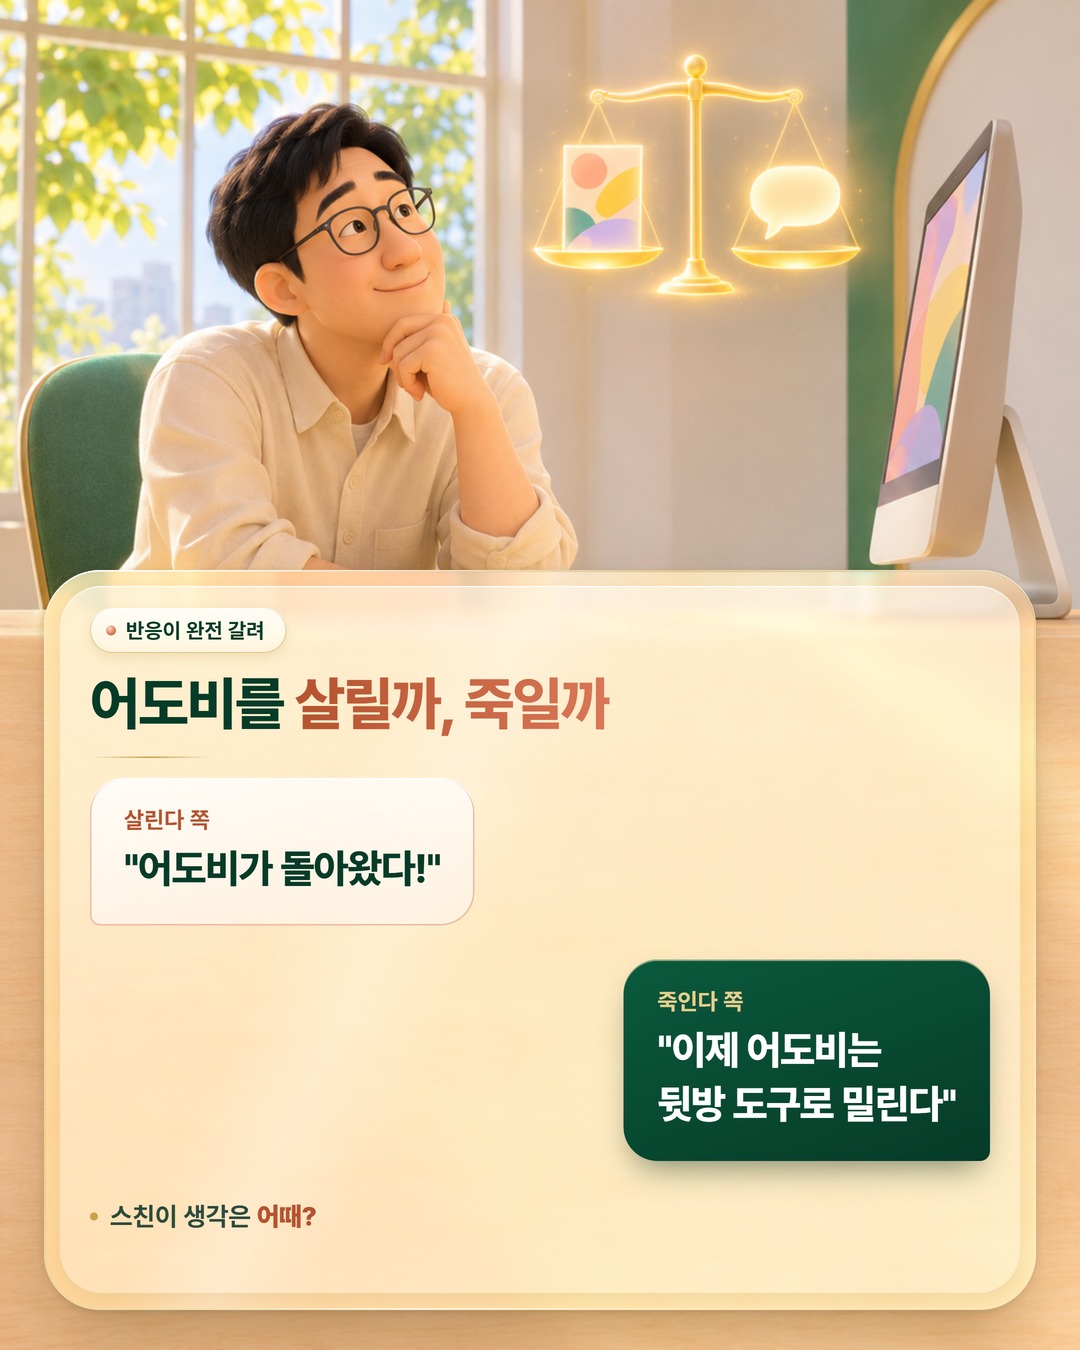 반응이 완전 갈려
어도비를 살릴까, 죽일까
살린다 쪽
"어도비가 돌아왔다!"
죽인다 쪽
"이제 어도비는
뒷방 도구로 밀린다"
스친이 생각은 어때?